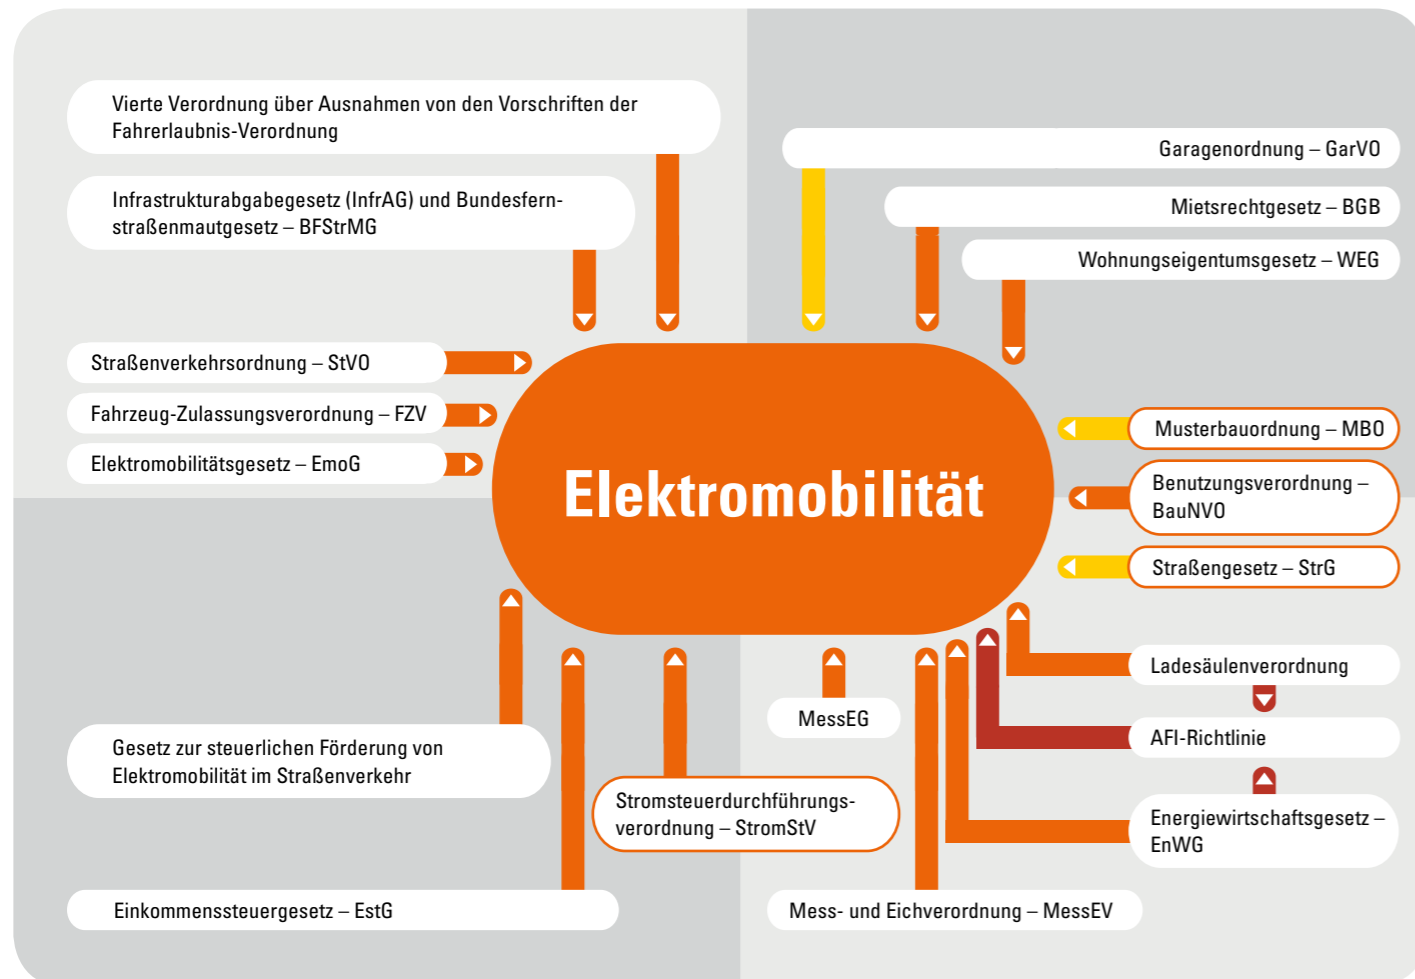 Vierte Verordnung über Ausnahmen von den Vorschriften der
Fahrerlaubnis-Verordnung
Infrastrukturabgabegesetz (InfrAG) und Bundesfern-
straßenmautgesetz – BFStrMG
Straßenverkehrsordnung – StVO
Fahrzeug-Zulassungsverordnung – FZV
Elektromobilitätsgesetz – EmoG
Garagenordnung – GarVO
Mietsrechtgesetz – BGB
Wohnungseigentumsgesetz – WEG
Elektromobilität
Musterbauordnung – MBO
Benutzungsverordnung –
BauNVO
Straßengesetz – StrG
Ladesäulenverordnung
AFI-Richtlinie
Energiewirtschaftsgesetz –
EnWG
Gesetz zur steuerlichen Förderung von
Elektromobilität im Straßenverkehr
Stromsteuerdurchführungs-
verordnung – StromStV
MessEG
Einkommenssteuergesetz – EstG
Mess- und Eichverordnung – MessEV